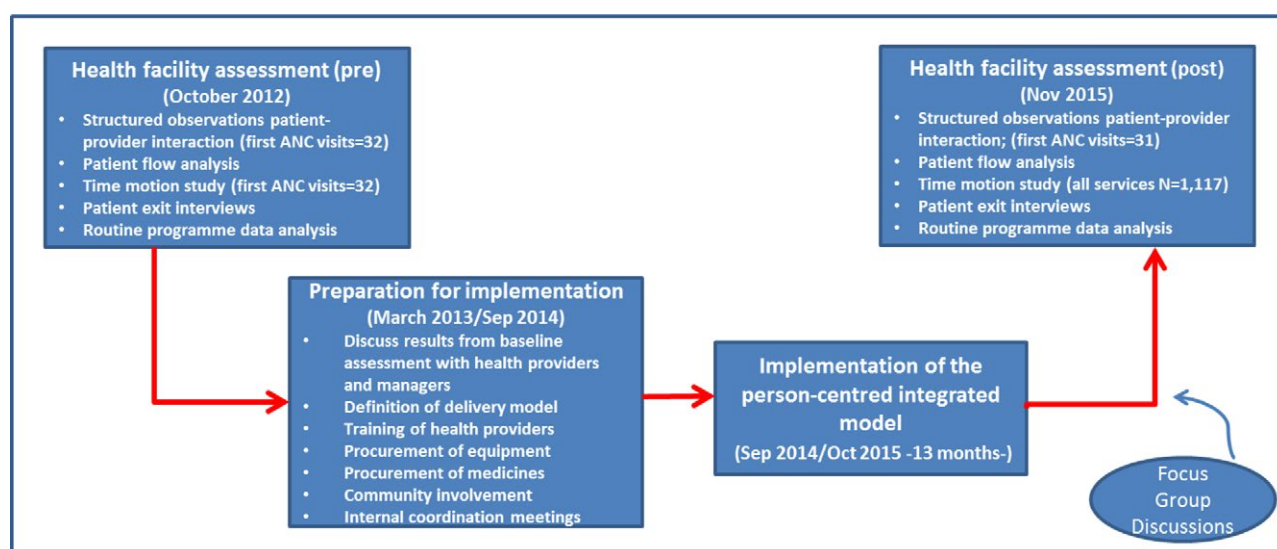 Health facility assessment (pre)
(October 2012)
• Structured observations patient-
provider interaction (first ANC visits=32)
• Patient flow analysis
• Time motion study (first ANC visits=32)
• Patient exit interviews
• Routine programme data analysis
Preparation for implementation
(March 2013/Sep 2014)
• Discuss results from baseline
assessment with health providers
and managers
• Definition of delivery model
• Training of health providers
• Procurement of equipment
• Procurement of medicines
• Community involvement
• Internal coordination meetings
Implementation of the
person-centred integrated
model
(Sep 2014/Oct 2015 -13 months-)
Health facility assessment (post)
(Nov 2015)
• Structured observations patient-provider
interaction; (first ANC visits=31)
• Patient flow analysis
• Time motion study (all services N=1,117)
• Patient exit interviews
• Routine programme data analysis
Focus
Group
Discussions